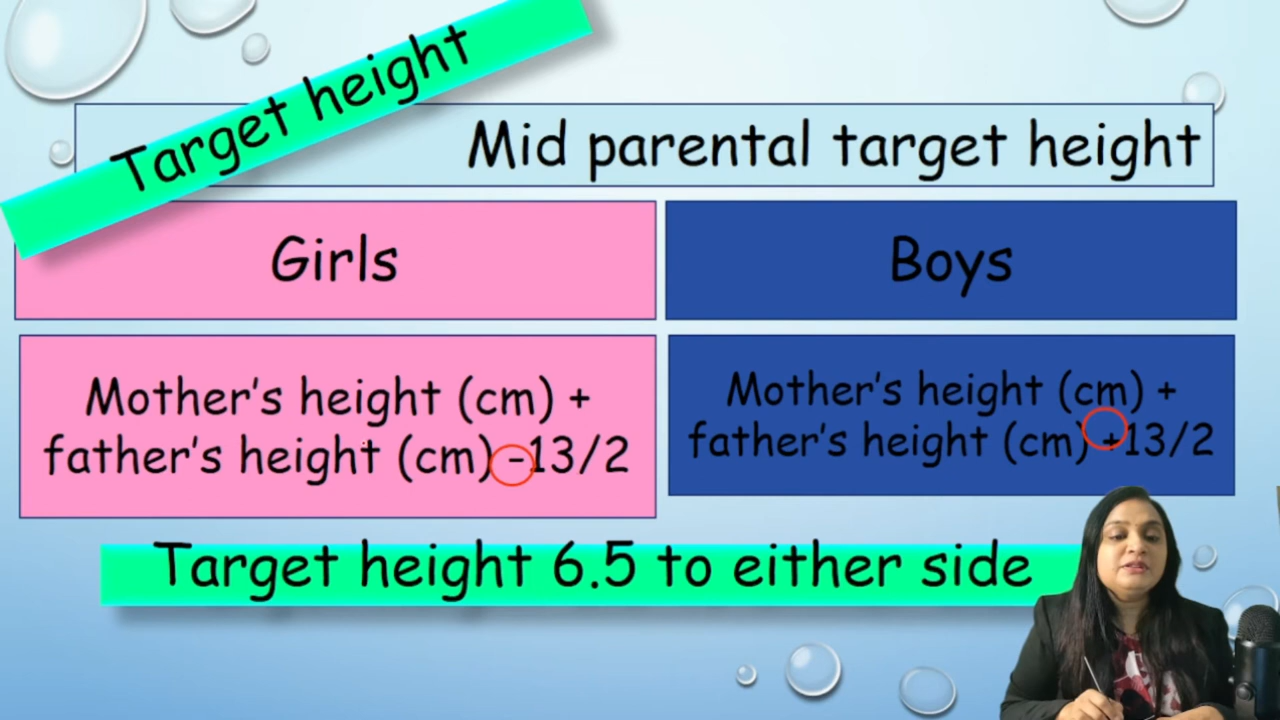 Target height
Mid parental target height
Girls
Boys
Mother's height (cm) +
father's height (cm) -13/2
Mother's height (cm) +
father's height (cm) +13/2
Target height 6.5 to either side